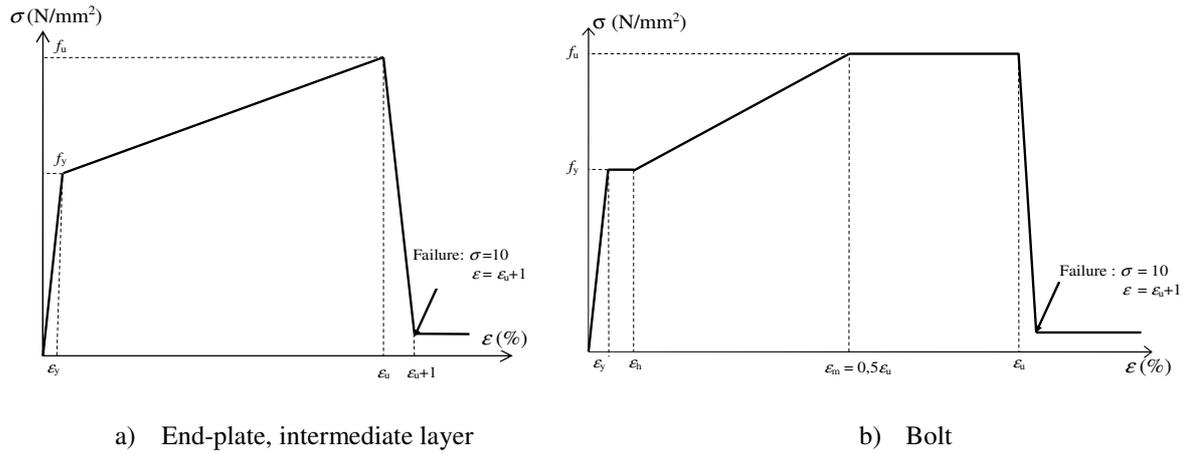 σ (N/mm²)
fu
fy
Failure: σ=10
ε= εu+1
ε (%)
εy
εu
εu+1
a) End-plate, intermediate layer
σ (N/mm²)
fu
fy
Failure : σ = 10
ε = εu+1
εy
εh
εm = 0,5εu
εu
ε (%)
b) Bolt